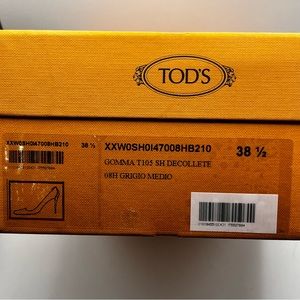 TOD'S
XXW0SH0I47008HB210 38 ½
XXW0SH0I47008HB210 38 ½
GOMMA T105 SH DECOLLETE
08H GRIGIO MEDIO